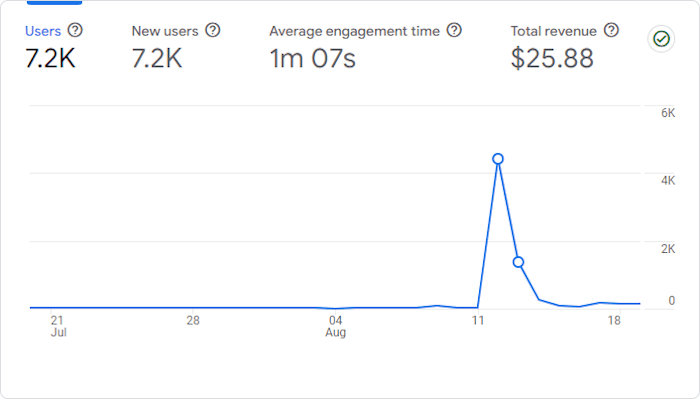 Users
New users
Average engagement time
Total revenue
7.2K
7.2K
1m 07s
$25.88
6K
4K
2K
0
21
Jul
28
04
Aug
11
18